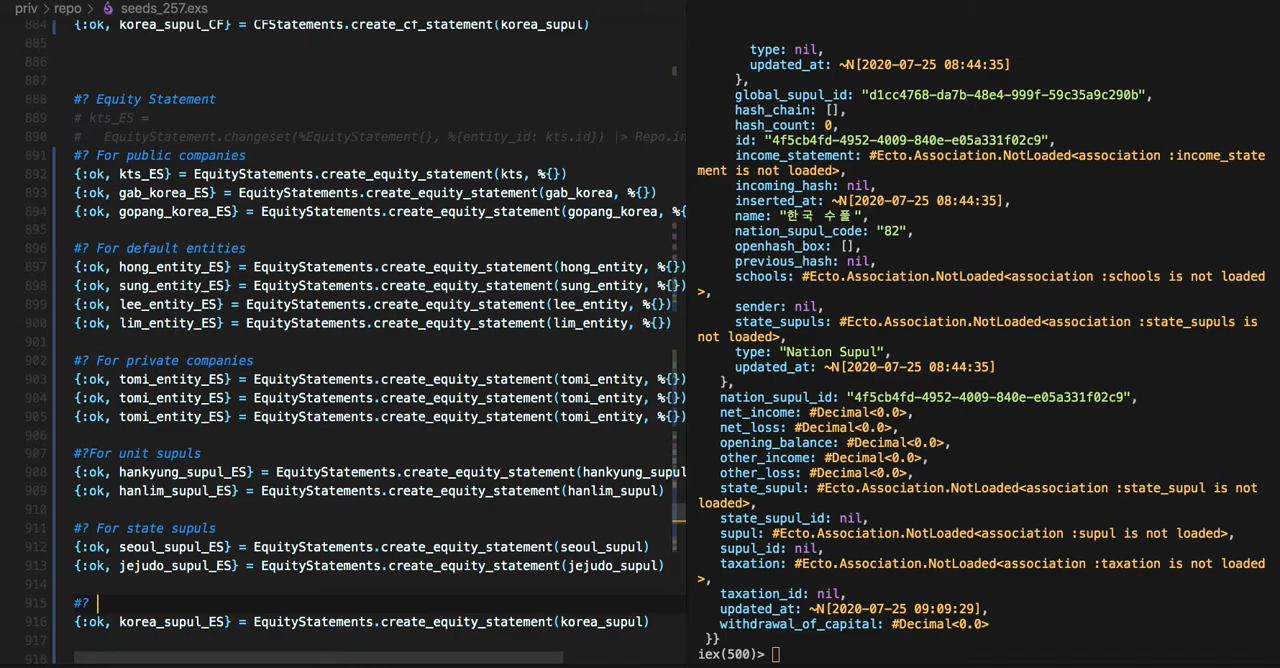 priv > repo > seeds_257.exs
884 {:ok, korea_supul_CF} = CFStatements.create_cf_statement(korea_supul)
885
886
887
888 #? Equity Statement
889 # kts_ES =
890 #   EquityStatement.changeset(%EquityStatement{}, %{entity_id: kts.id}) |> Repo.in
891 #? For public companies
892 {:ok, kts_ES} = EquityStatements.create_equity_statement(kts, %{})
893 {:ok, gab_korea_ES} = EquityStatements.create_equity_statement(gab_korea, %{})
894 {:ok, gopang_korea_ES} = EquityStatements.create_equity_statement(gopang_korea, %{
895
896 #? For default entities
897 {:ok, hong_entity_ES} = EquityStatements.create_equity_statement(hong_entity, %{})
898 {:ok, sung_entity_ES} = EquityStatements.create_equity_statement(sung_entity, %{})
899 {:ok, lee_entity_ES} = EquityStatements.create_equity_statement(lee_entity, %{})
900 {:ok, lim_entity_ES} = EquityStatements.create_equity_statement(lim_entity, %{})
901
902 #? For private companies
903 {:ok, tomi_entity_ES} = EquityStatements.create_equity_statement(tomi_entity, %{})
904 {:ok, tomi_entity_ES} = EquityStatements.create_equity_statement(tomi_entity, %{})
905 {:ok, tomi_entity_ES} = EquityStatements.create_equity_statement(tomi_entity, %{})
906
907 #?For unit supuls
908 {:ok, hankyung_supul_ES} = EquityStatements.create_equity_statement(hankyung_supul
909 {:ok, hanlim_supul_ES} = EquityStatements.create_equity_statement(hanlim_supul)
910
911 #? For state supuls
912 {:ok, seoul_supul_ES} = EquityStatements.create_equity_statement(seoul_supul)
913 {:ok, jejudo_supul_ES} = EquityStatements.create_equity_statement(jejudo_supul)
914
915 #?
916 {:ok, korea_supul_ES} = EquityStatements.create_equity_statement(korea_supul)
917
918
type: nil,
updated_at: ~N[2020-07-25 08:44:35]
},
global_supul_id: "d1cc4768-da7b-48e4-999f-59c35a9c290b",
hash_chain: [],
hash_count: 0,
id: "4f5cb4fd-4952-4009-840e-e05a331f02c9",
income_statement: #Ecto.Association.NotLoaded<association :income_state
ment is not loaded>,
incoming_hash: nil,
inserted_at: ~N[2020-07-25 08:44:35],
name: "한국 수풀",
nation_supul_code: "82",
openhash_box: [],
previous_hash: nil,
schools: #Ecto.Association.NotLoaded<association :schools is not loaded
>,
sender: nil,
state_supuls: #Ecto.Association.NotLoaded<association :state_supuls is
not loaded>,
type: "Nation Supul",
updated_at: ~N[2020-07-25 08:44:35]
},
nation_supul_id: "4f5cb4fd-4952-4009-840e-e05a331f02c9",
net_income: #Decimal<0.0>,
net_loss: #Decimal<0.0>,
opening_balance: #Decimal<0.0>,
other_income: #Decimal<0.0>,
other_loss: #Decimal<0.0>,
state_supul: #Ecto.Association.NotLoaded<association :state_supul is not
loaded>,
state_supul_id: nil,
supul: #Ecto.Association.NotLoaded<association :supul is not loaded>,
supul_id: nil,
taxation: #Ecto.Association.NotLoaded<association :taxation is not loaded
>,
taxation_id: nil,
updated_at: ~N[2020-07-25 09:09:29],
withdrawal_of_capital: #Decimal<0.0>
}}
iex(500)>